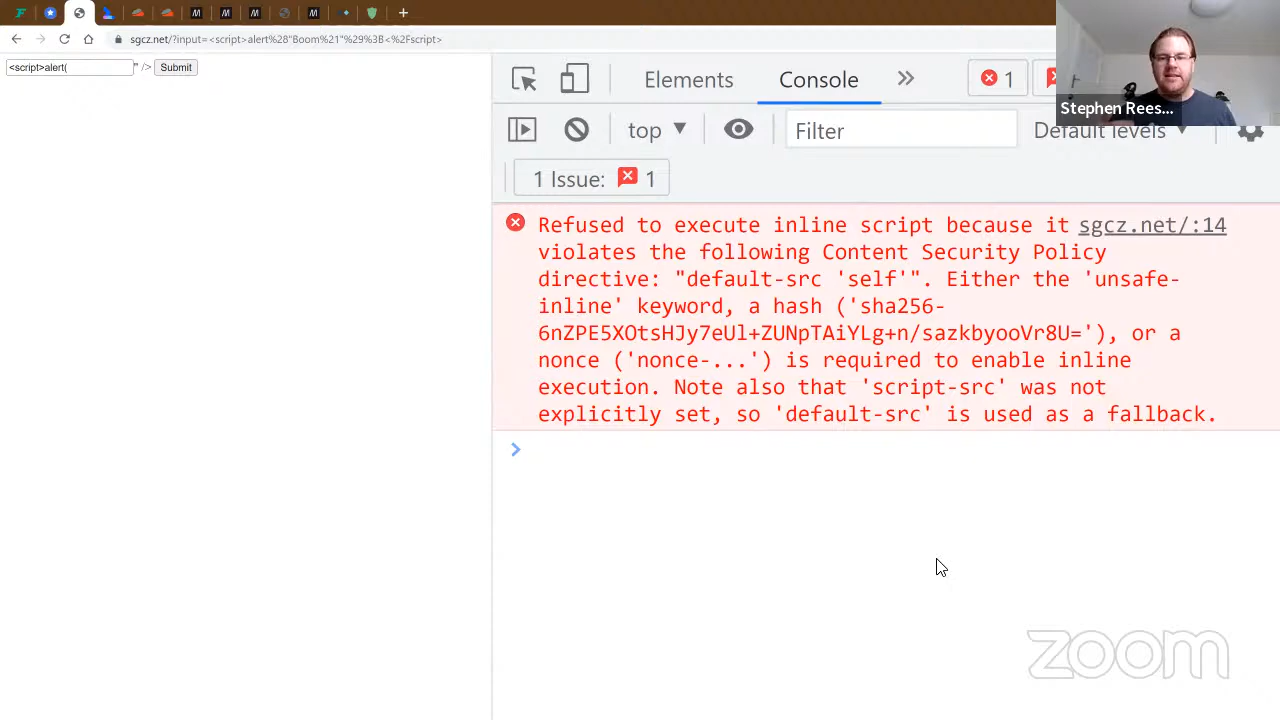 sgcz.net/?input=<script>alert%28"Boom%21"%29%3B<%2Fscript>
<script>alert(
" />
Submit
Elements
Console
1
top
Filter
Default levels
1 Issue:
1
Stephen Rees...
Refused to execute inline script because it
sgcz.net/:14
violates the following Content Security Policy
directive: "default-src 'self'". Either the 'unsafe-
inline' keyword, a hash ('sha256-
6nZPE5XOtsHJy7eUl+ZUNpTAiYLg+n/sazkbyooVr8U='), or a
nonce ('nonce-...') is required to enable inline
execution. Note also that 'script-src' was not
explicitly set, so 'default-src' is used as a fallback.
zoom